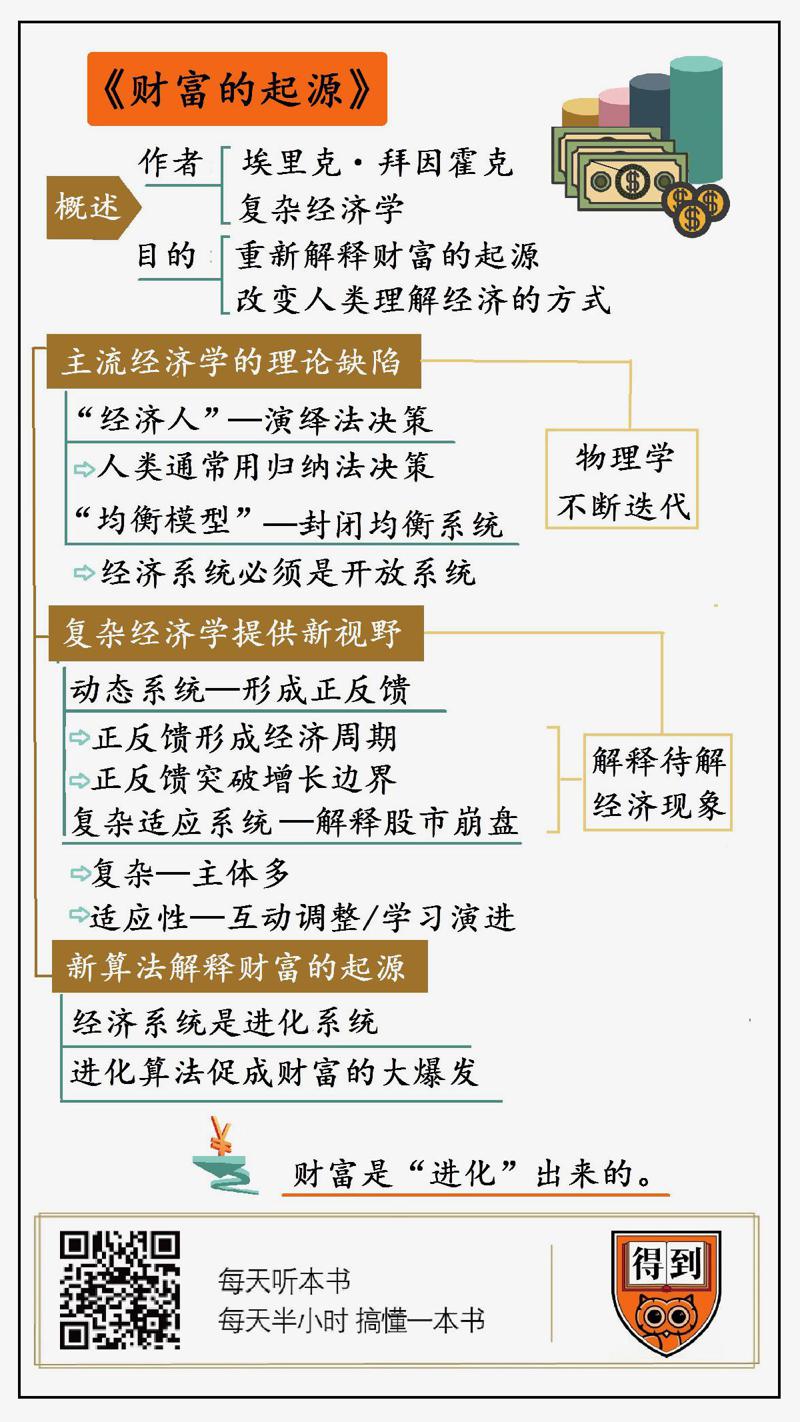 《财富的起源》
概述
作者
埃里克·拜因霍克
复杂经济学
目的:
重新解释财富的起源
改变人类理解经济的方式
主流经济学的理论缺陷
“经济人”—演绎法决策
⇨人类通常用归纳法决策
“均衡模型”—封闭均衡系统
⇨经济系统必须是开放系统
物理学
不断迭代
复杂经济学提供新视野
动态系统—形成正反馈
⇨正反馈形成经济周期
⇨正反馈突破增长边界
复杂适应系统—解释股市崩盘
⇨复杂—主体多
⇨适应性—互动调整/学习演进
解释待解
经济现象
新算法解释财富的起源
经济系统是进化系统
进化算法促成财富的大爆发
¥
财富是“进化”出来的。
每天听本书
每天半小时 搞懂一本书
得到